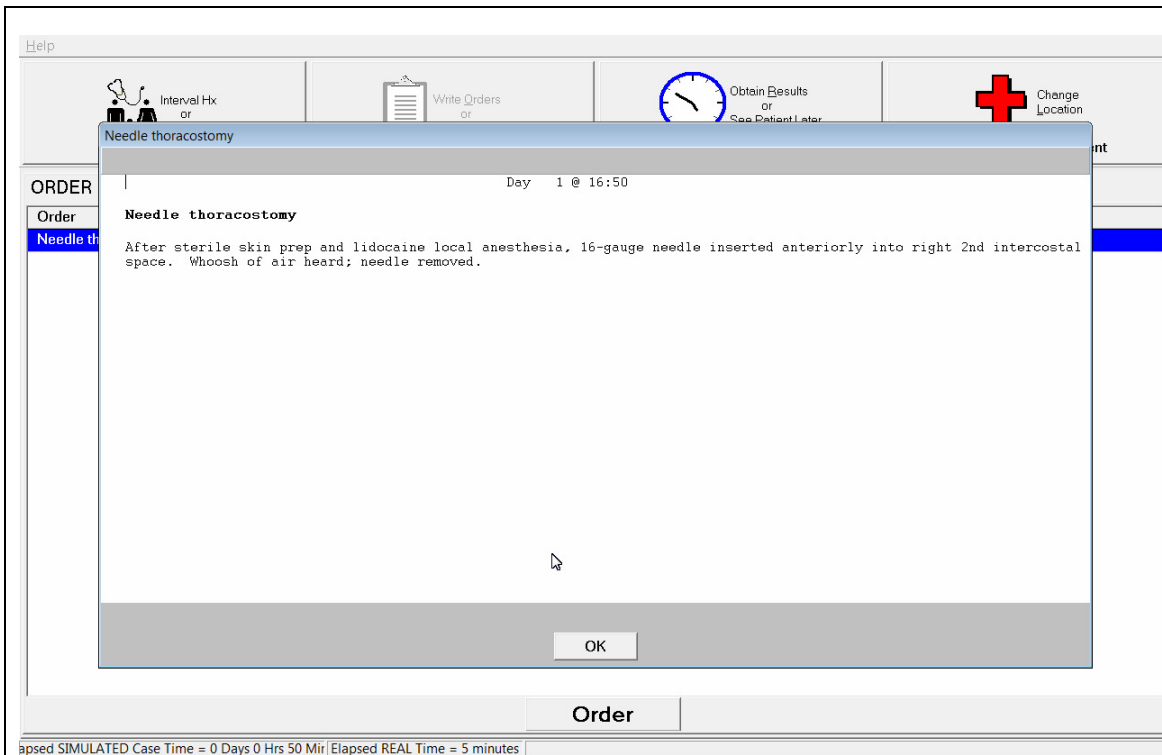 Help
Interval Hx
or
Write Orders
or
Obtain Results
or
See Patient Later
Change
Location
Needle thoracostomy
ORDER
Order
Needle th
Day 1 @ 16:50
Needle thoracostomy
After sterile skin prep and lidocaine local anesthesia, 16-gauge needle inserted anteriorly into right 2nd intercostal
space. Whoosh of air heard; needle removed.
OK
Order
apsed SIMULATED Case Time = 0 Days 0 Hrs 50 Mir
Elapsed REAL Time = 5 minutes